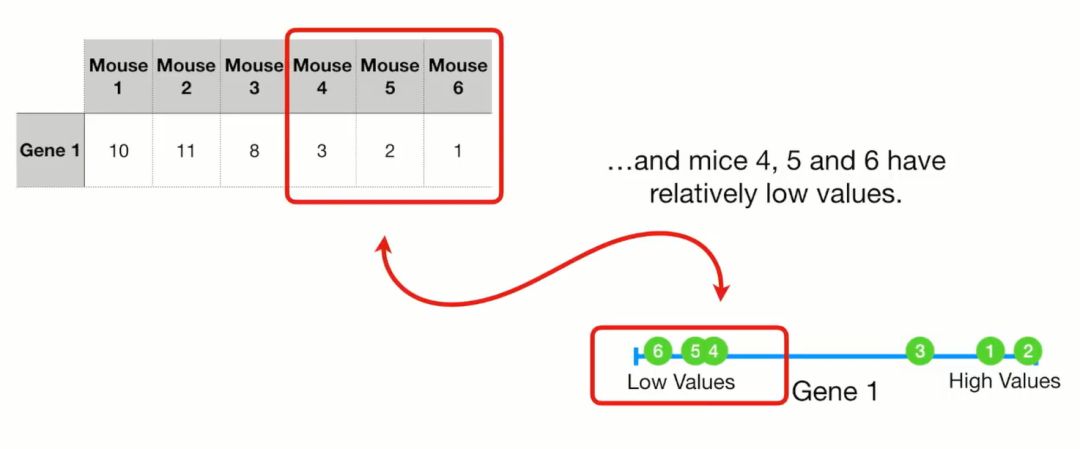 Mouse 1 Mouse 2 Mouse 3 Mouse 4 Mouse 5 Mouse 6
Gene 1 10 11 8 3 2 1
…and mice 4, 5 and 6 have
relatively low values.
6 5 4 3 1 2
Low Values High Values
Gene 1